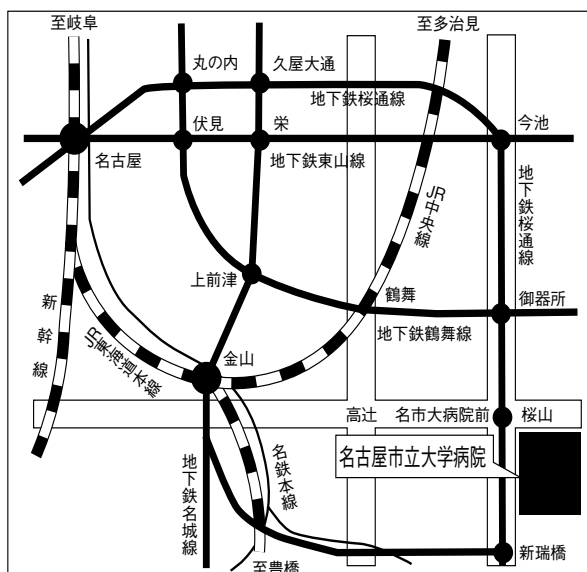 至岐阜
至多治見
丸の内
久屋大通
地下鉄桜通線
伏見
栄
今池
名古屋
地下鉄東山線
JR中央線
地下鉄桜通線
上前津
鶴舞
御器所
新幹線
地下鉄鶴舞線
JR東海道本線
金山
高辻
名市大病院前
桜山
名古屋市立大学病院
地下鉄名城線
名鉄本線
新瑞橋
至豊橋